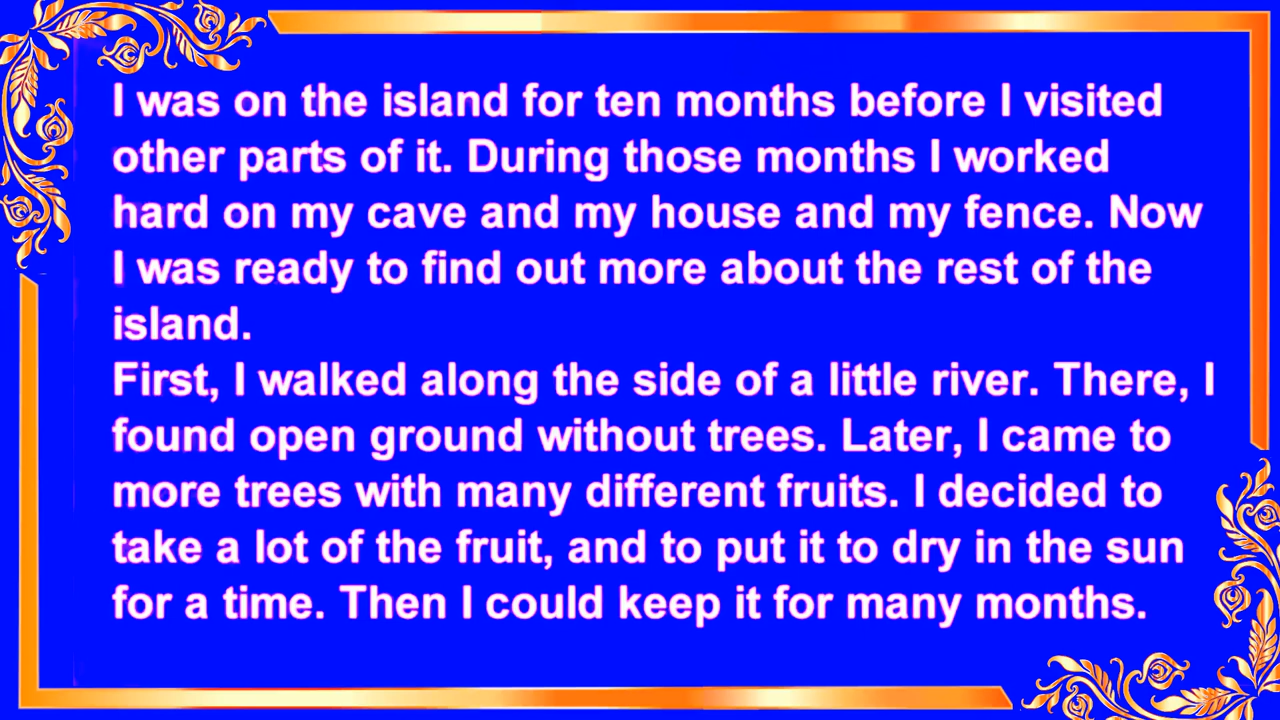 I was on the island for ten months before I visited
other parts of it. During those months I worked
hard on my cave and my house and my fence. Now
I was ready to find out more about the rest of the
island.
First, I walked along the side of a little river. There, I
found open ground without trees. Later, I came to
more trees with many different fruits. I decided to
take a lot of the fruit, and to put it to dry in the sun
for a time. Then I could keep it for many months.